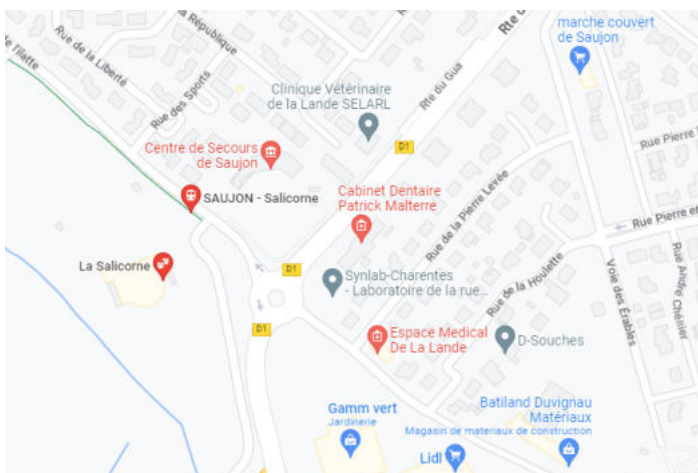 marche couvert
de Saujon
Rte du Gua
Rue de la République
Rue de la Liberté
de l'ilatte
Rue des Sports
Clinique Vétérinaire
de la Lande SELARL
Rte du Gua
D1
Rue Pierre
Centre de Secours
de Saujon
SAUJON - Salicorne
Cabinet Dentaire
Patrick Malterre
Rue de la Pierre Levée
Rue Pierre et
La Salicorne
D1
Synlab-Charentes
- Laboratoire de la rue...
Rue de la Houlette
Voie des Érables
Rue André Chénier
D1
Espace Medical
De La Lande
D-Souches
Gamm vert
Jardinerie
Batiland Duvignau
Matériaux
Magasin de materiaux de construction
Lidl